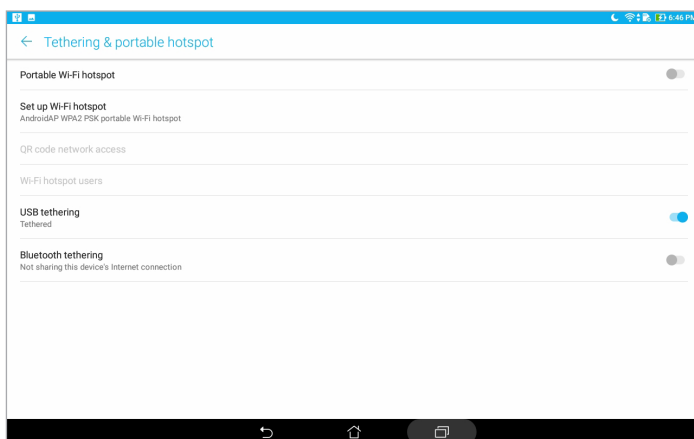 6:46 PM
Tethering & portable hotspot
Portable Wi-Fi hotspot
Set up Wi-Fi hotspot
AndroidAP WPA2 PSK portable Wi-Fi hotspot
QR code network access
Wi-Fi hotspot users
USB tethering
Tethered
Bluetooth tethering
Not sharing this device's Internet connection